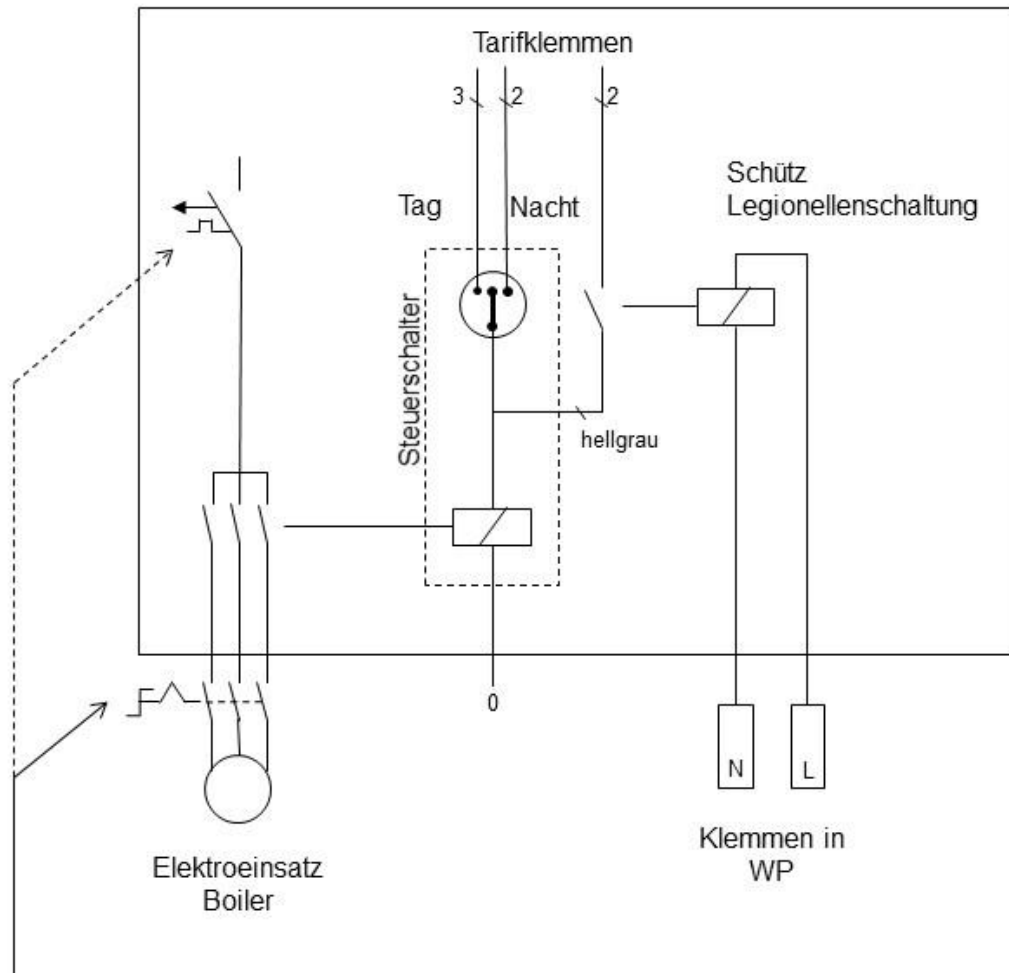 Tarifklemmen
3
2
2
Schütz
Legionellenschaltung
Tag
Nacht
Steuerschalter
hellgrau
0
N
L
Elektroeinsatz
Boiler
Klemmen in
WP